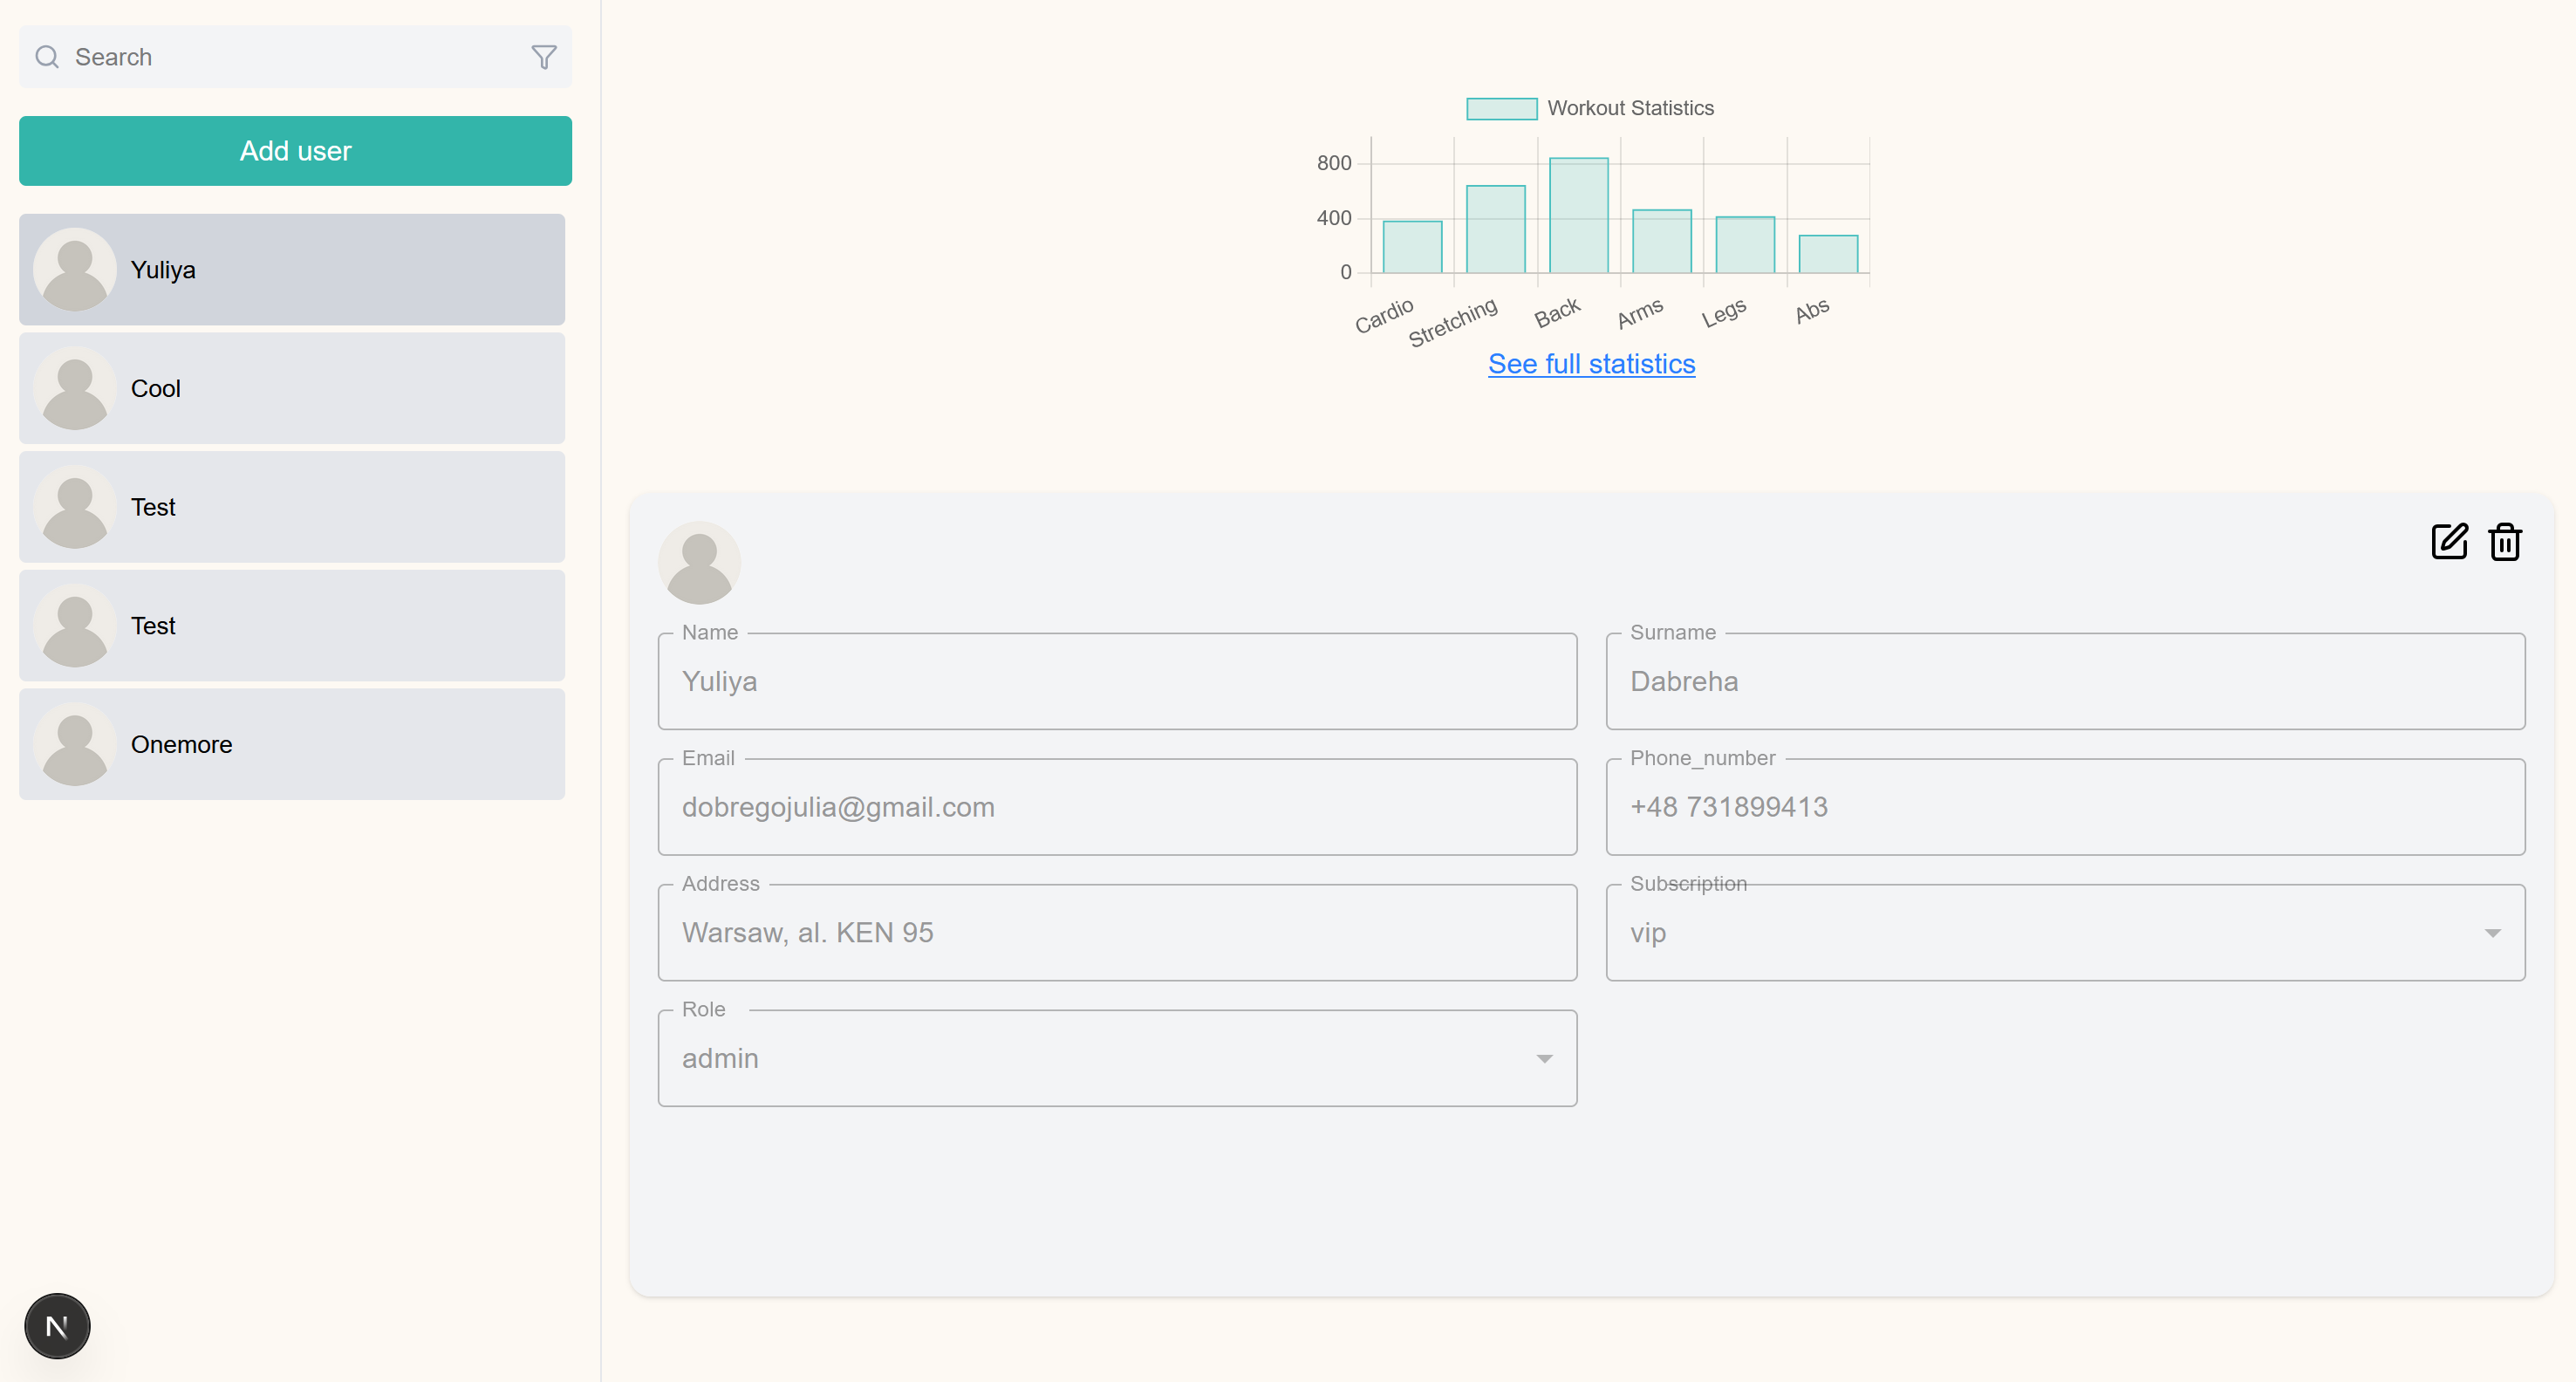 Search
Add user
Yuliya
Cool
Test
Test
Onemore
Workout Statistics
800
400
0
Cardio
Stretching
Back
Arms
Legs
Abs
See full statistics
Name
Yuliya
Surname
Dabreha
Email
dobregojulia@gmail.com
Phone_number
+48 731899413
Address
Warsaw, al. KEN 95
Subscription
vip
Role
admin
N